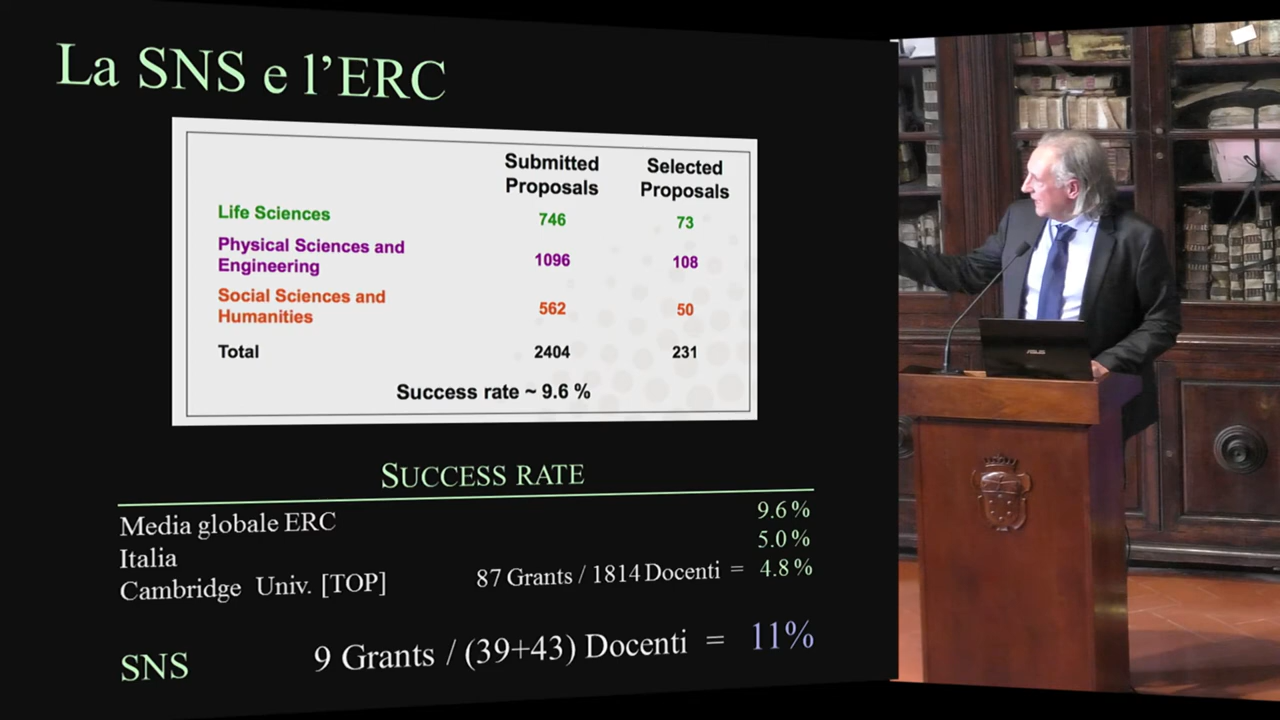 La SNS e l'ERC
Submitted Proposals Selected Proposals
Life Sciences 746 73
Physical Sciences and Engineering 1096 108
Social Sciences and Humanities 562 50
Total 2404 231
Success rate ~ 9.6 %
SUCCESS RATE
Media globale ERC 9.6 %
Italia 5.0 %
Cambridge Univ. [TOP] 87 Grants / 1814 Docenti = 4.8 %
SNS 9 Grants / (39+43) Docenti = 11%
ASUS